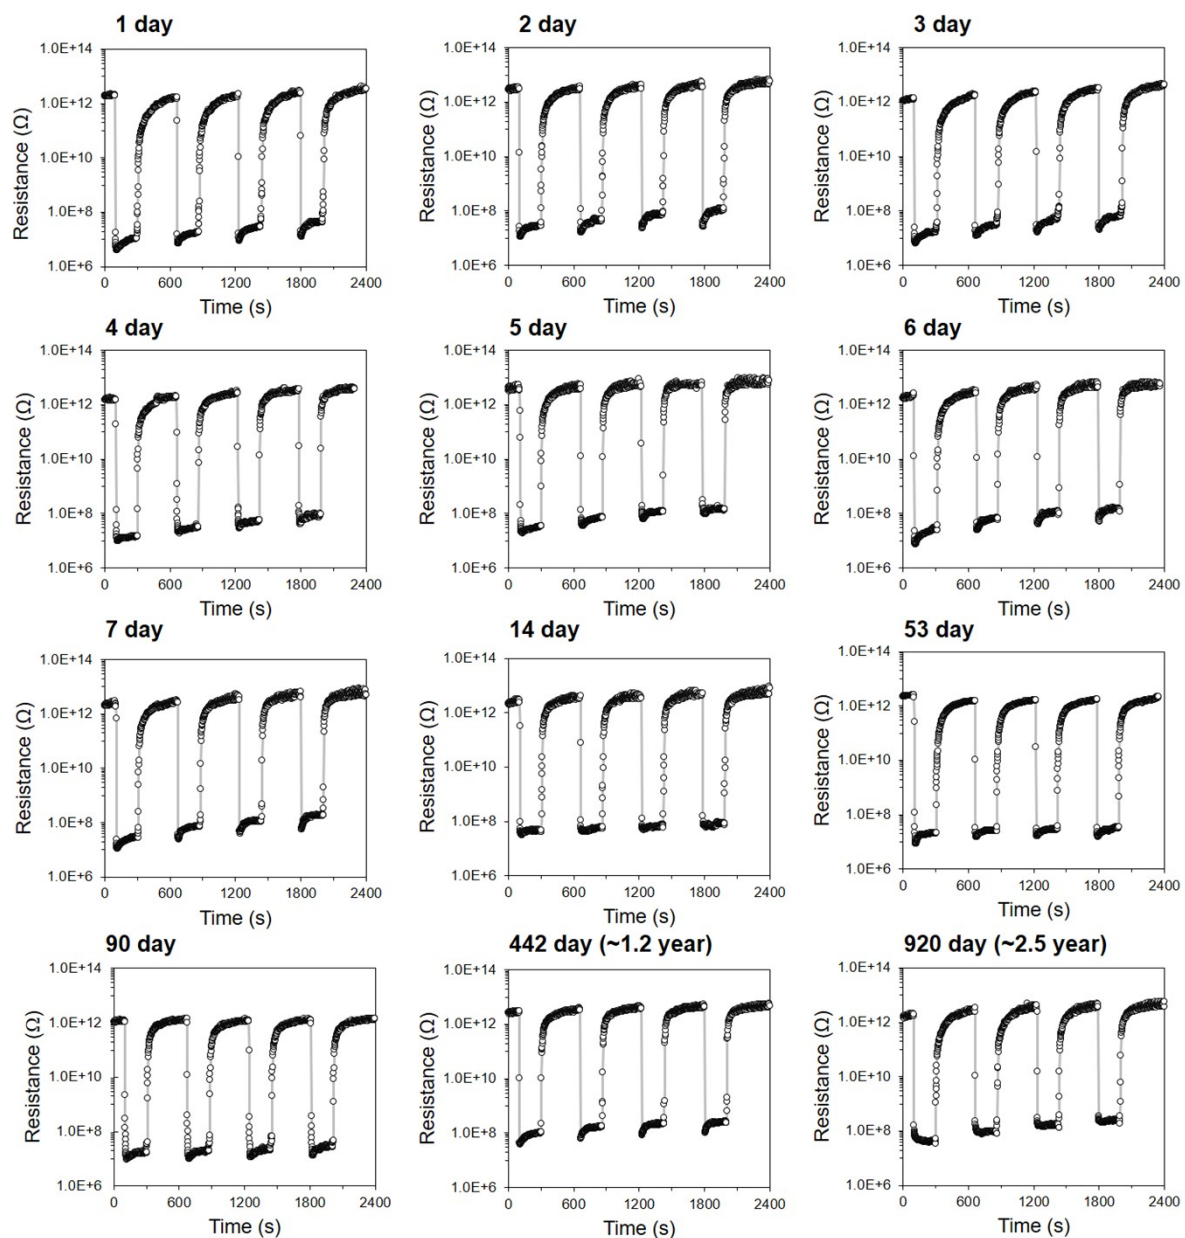 1 day
2 day
3 day
1.0E+14
1.0E+12
1.0E+10
1.0E+8
1.0E+6
Resistance (Ω)
0 600 1200 1800 2400
Time (s)
1.0E+14
1.0E+12
1.0E+10
1.0E+8
1.0E+6
Resistance (Ω)
0 600 1200 1800 2400
Time (s)
1.0E+14
1.0E+12
1.0E+10
1.0E+8
1.0E+6
Resistance (Ω)
0 600 1200 1800 2400
Time (s)
4 day
5 day
6 day
1.0E+14
1.0E+12
1.0E+10
1.0E+8
1.0E+6
Resistance (Ω)
0 600 1200 1800 2400
Time (s)
1.0E+14
1.0E+12
1.0E+10
1.0E+8
1.0E+6
Resistance (Ω)
0 600 1200 1800 2400
Time (s)
1.0E+14
1.0E+12
1.0E+10
1.0E+8
1.0E+6
Resistance (Ω)
0 600 1200 1800 2400
Time (s)
7 day
14 day
53 day
1.0E+14
1.0E+12
1.0E+10
1.0E+8
1.0E+6
Resistance (Ω)
0 600 1200 1800 2400
Time (s)
1.0E+14
1.0E+12
1.0E+10
1.0E+8
1.0E+6
Resistance (Ω)
0 600 1200 1800 2400
Time (s)
1.0E+14
1.0E+12
1.0E+10
1.0E+8
1.0E+6
Resistance (Ω)
0 600 1200 1800 2400
Time (s)
90 day
442 day (~1.2 year)
920 day (~2.5 year)
1.0E+14
1.0E+12
1.0E+10
1.0E+8
1.0E+6
Resistance (Ω)
0 600 1200 1800 2400
Time (s)
1.0E+14
1.0E+12
1.0E+10
1.0E+8
1.0E+6
Resistance (Ω)
0 600 1200 1800 2400
Time (s)
1.0E+14
1.0E+12
1.0E+10
1.0E+8
1.0E+6
Resistance (Ω)
0 600 1200 1800 2400
Time (s)